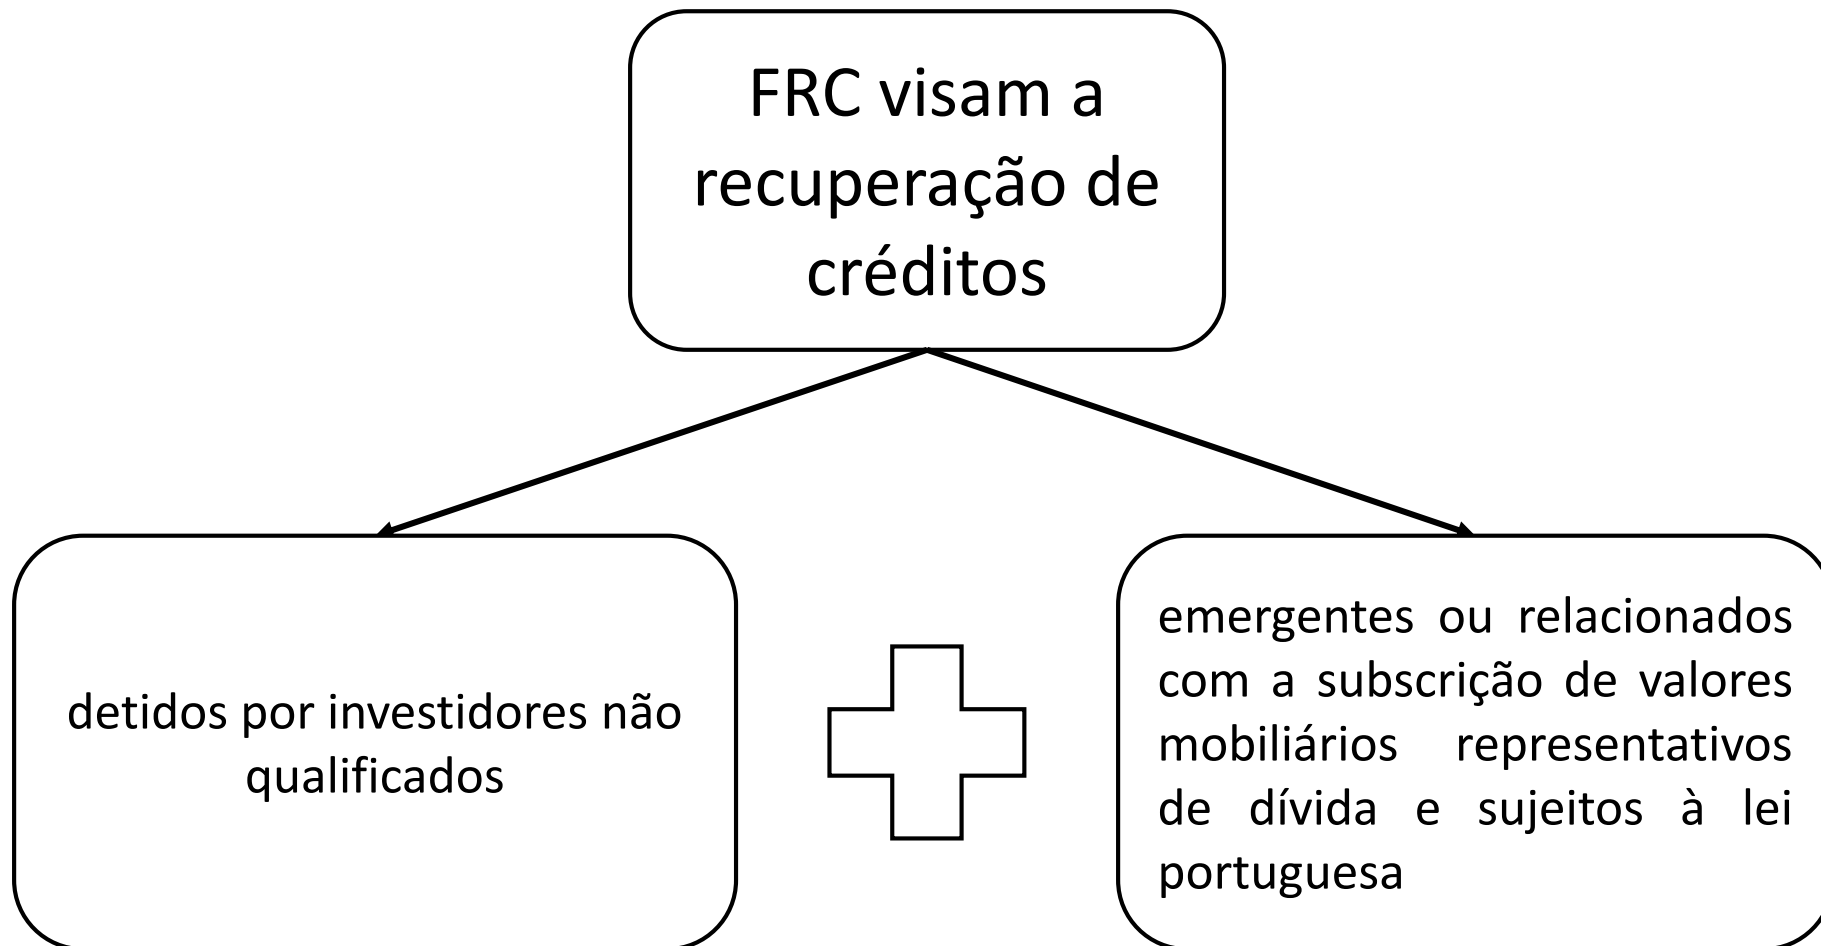 FRC visam a
recuperação de
créditos
detidos por investidores não
qualificados
emergentes ou relacionados
com a subscrição de valores
mobiliários representativos
de dívida e sujeitos à lei
portuguesa